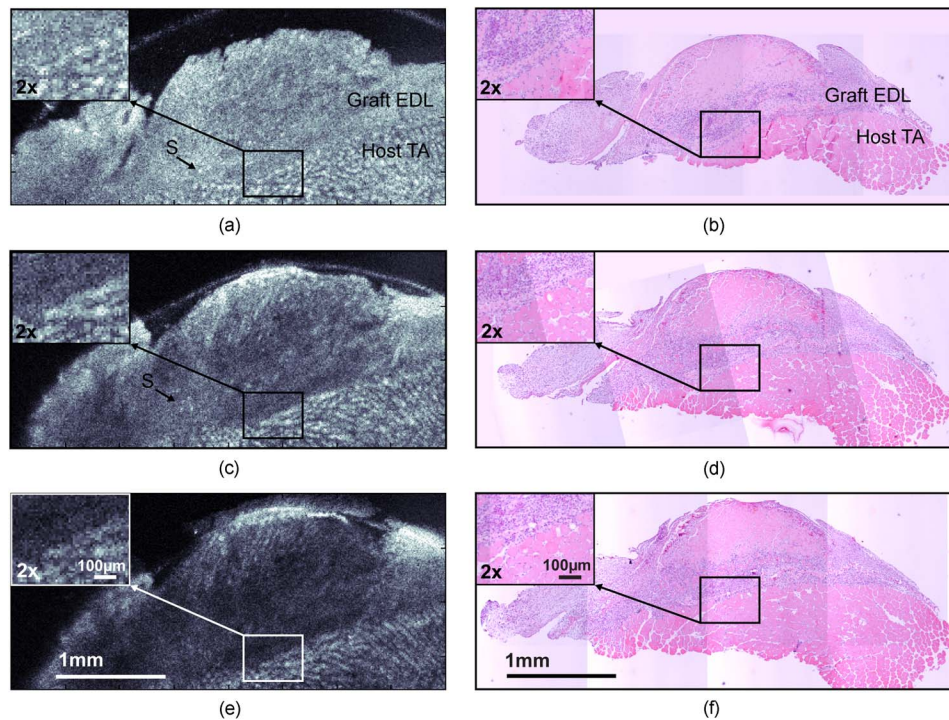 2x
Graft EDL
Host TA
S
(a)
2x
Graft EDL
Host TA
(b)
2x
S
(c)
2x
(d)
100µm
2x
1mm
(e)
100µm
2x
1mm
(f)